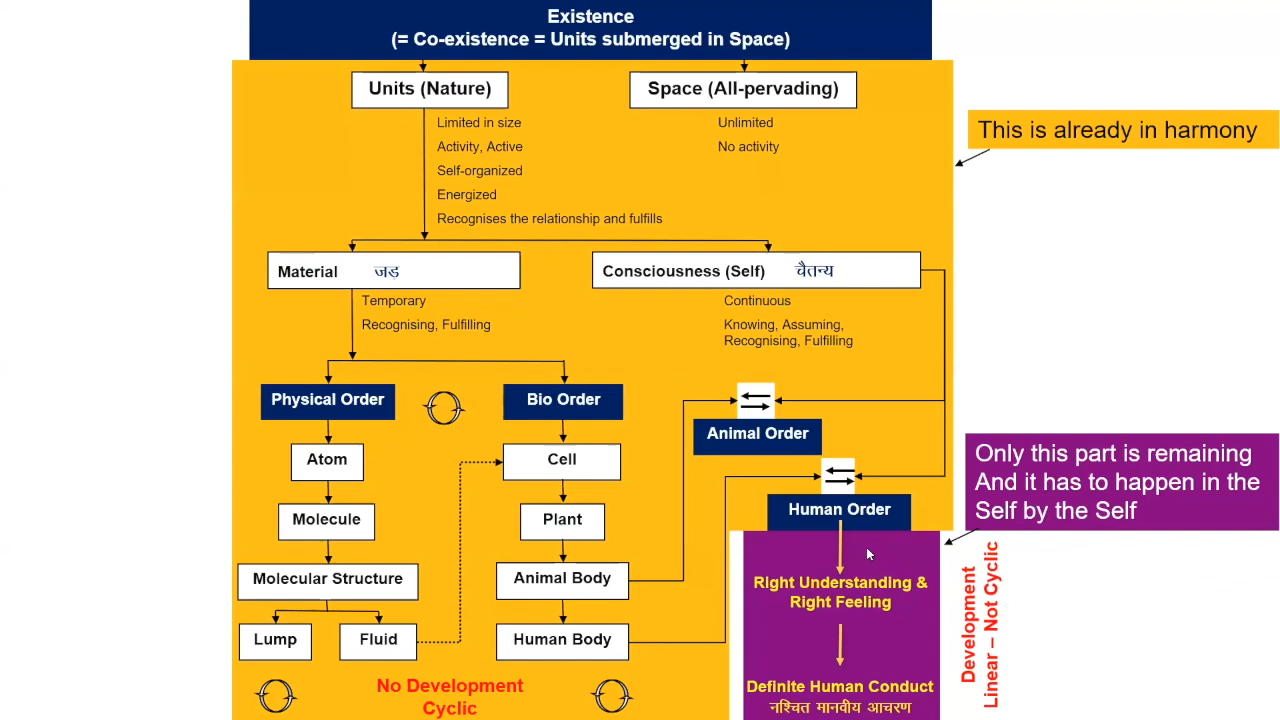 Existence
(= Co-existence = Units submerged in Space)
Units (Nature)
Space (All-pervading)
This is already in harmony
Limited in size
Activity, Active
Self-organized
Energized
Recognises the relationship and fulfills
Unlimited
No activity
Material जड
Consciousness (Self) चैतन्य
Temporary
Recognising, Fulfilling
Continuous
Knowing, Assuming,
Recognising, Fulfilling
Physical Order
Bio Order
Animal Order
Human Order
Atom
Molecule
Molecular Structure
Lump
Fluid
Cell
Plant
Animal Body
Human Body
Only this part is remaining
And it has to happen in the
Self by the Self
Right Understanding &
Right Feeling
Definite Human Conduct
नश्चित मानवीय आचरण
Development
Linear – Not Cyclic
No Development
Cyclic